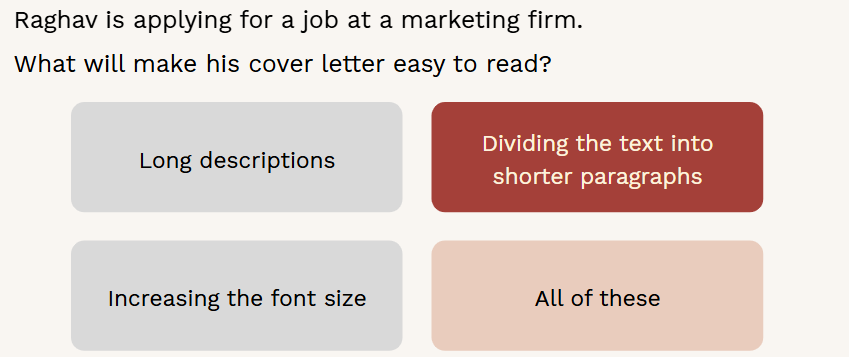 Raghav is applying for a job at a marketing firm.
What will make his cover letter easy to read?
Long descriptions
Dividing the text into
shorter paragraphs
Increasing the font size
All of these